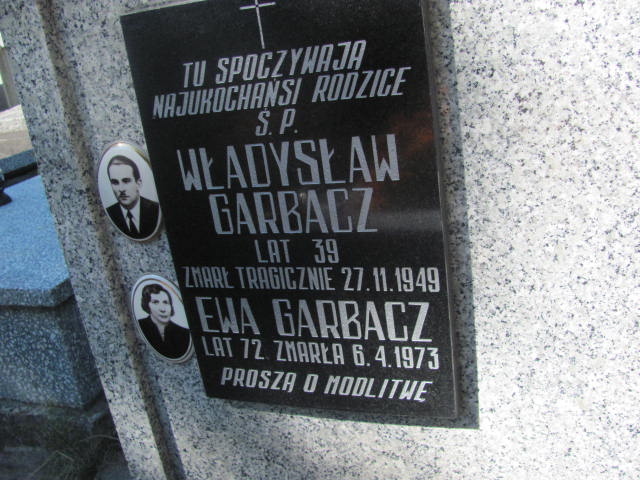 TU SPOCZYWAJĄ
NAJUKOCHAŃSI RODZICE
Ś. P.
WŁADYSŁAW
GARBACZ
LAT 39
ZMARŁ TRAGICZNIE 27.11.1949
EWA GARBACZ
LAT 72. ZMARŁA 6.4.1973
PROSZĄ O MODLITWĘ